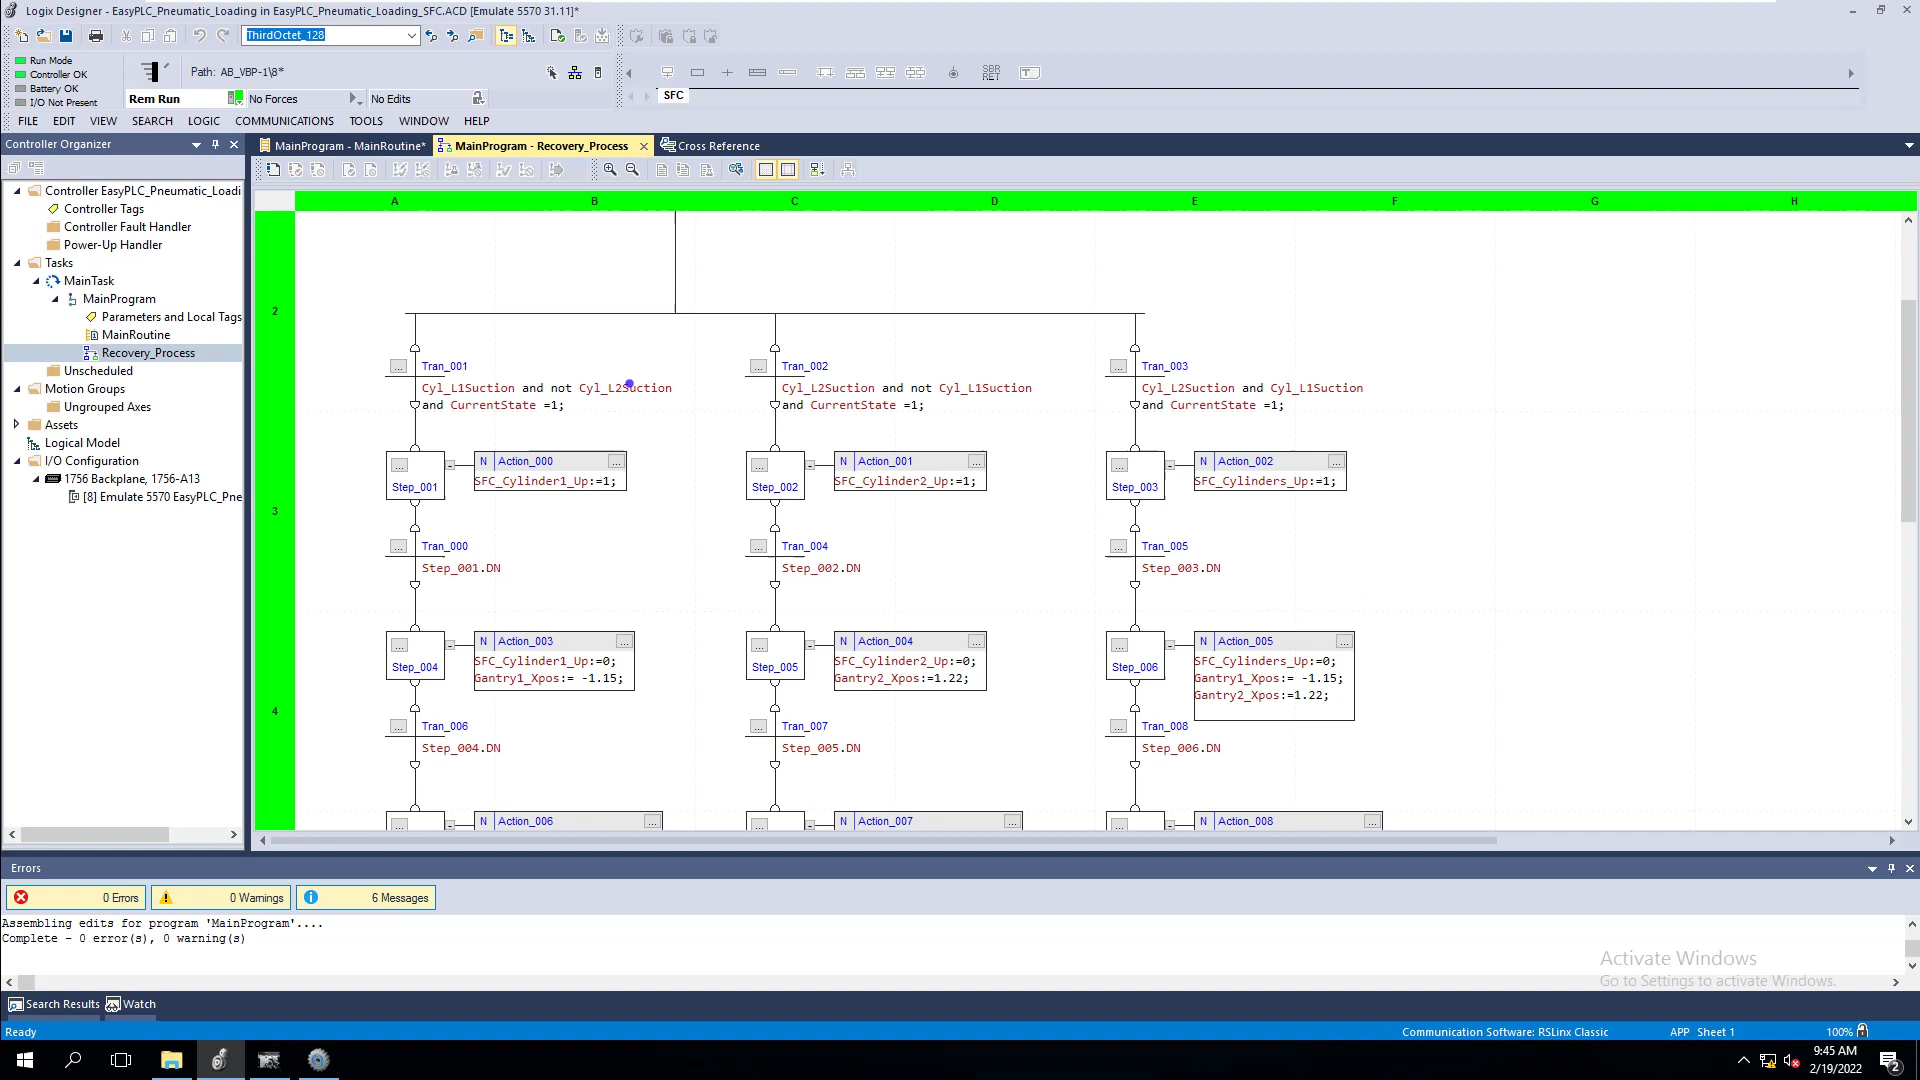 Logix Designer - EasyPLC_Pneumatic_Loading in EasyPLC_Pneumatic_Loading_SFC.ACD [Emulate 5570 31.11]*
ThirdOctet_128
Run Mode
Controller OK
Battery OK
I/O Not Present
Path: AB_VBP-1\8*
Rem Run
No Forces
No Edits
SBR
RET
SFC
FILE EDIT VIEW SEARCH LOGIC COMMUNICATIONS TOOLS WINDOW HELP
Controller Organizer
MainProgram - MainRoutine*
MainProgram - Recovery_Process
Cross Reference
Controller EasyPLC_Pneumatic_Loadi
Controller Tags
Controller Fault Handler
Power-Up Handler
Tasks
MainTask
MainProgram
Parameters and Local Tags
MainRoutine
Recovery_Process
Unscheduled
Motion Groups
Ungrouped Axes
Assets
Logical Model
I/O Configuration
1756 Backplane, 1756-A13
[8] Emulate 5570 EasyPLC_Pne
A B C D E F G H
2
Tran_001
Cyl_L1Suction and not Cyl_L2Suction
and CurrentState =1;
Tran_002
Cyl_L2Suction and not Cyl_L1Suction
and CurrentState =1;
Tran_003
Cyl_L2Suction and Cyl_L1Suction
and CurrentState =1;
3
Step_001
N Action_000 ...
SFC_Cylinder1_Up:=1;
Step_002
N Action_001 ...
SFC_Cylinder2_Up:=1;
Step_003
N Action_002 ...
SFC_Cylinders_Up:=1;
Tran_000
Step_001.DN
Tran_004
Step_002.DN
Tran_005
Step_003.DN
4
Step_004
N Action_003 ...
SFC_Cylinder1_Up:=0;
Gantry1_Xpos:= -1.15;
Step_005
N Action_004 ...
SFC_Cylinder2_Up:=0;
Gantry2_Xpos:=1.22;
Step_006
N Action_005 ...
SFC_Cylinders_Up:=0;
Gantry1_Xpos:= -1.15;
Gantry2_Xpos:=1.22;
Tran_006
Step_004.DN
Tran_007
Step_005.DN
Tran_008
Step_006.DN
N Action_006 ...
N Action_007 ...
N Action_008 ...
Errors
0 Errors
0 Warnings
6 Messages
Assembling edits for program 'MainProgram'....
Complete - 0 error(s), 0 warning(s)
Activate Windows
Go to Settings to activate Windows.
Search Results
Watch
Ready
Communication Software: RSLinx Classic
APP
Sheet 1
100%
9:45 AM
2/19/2022
2